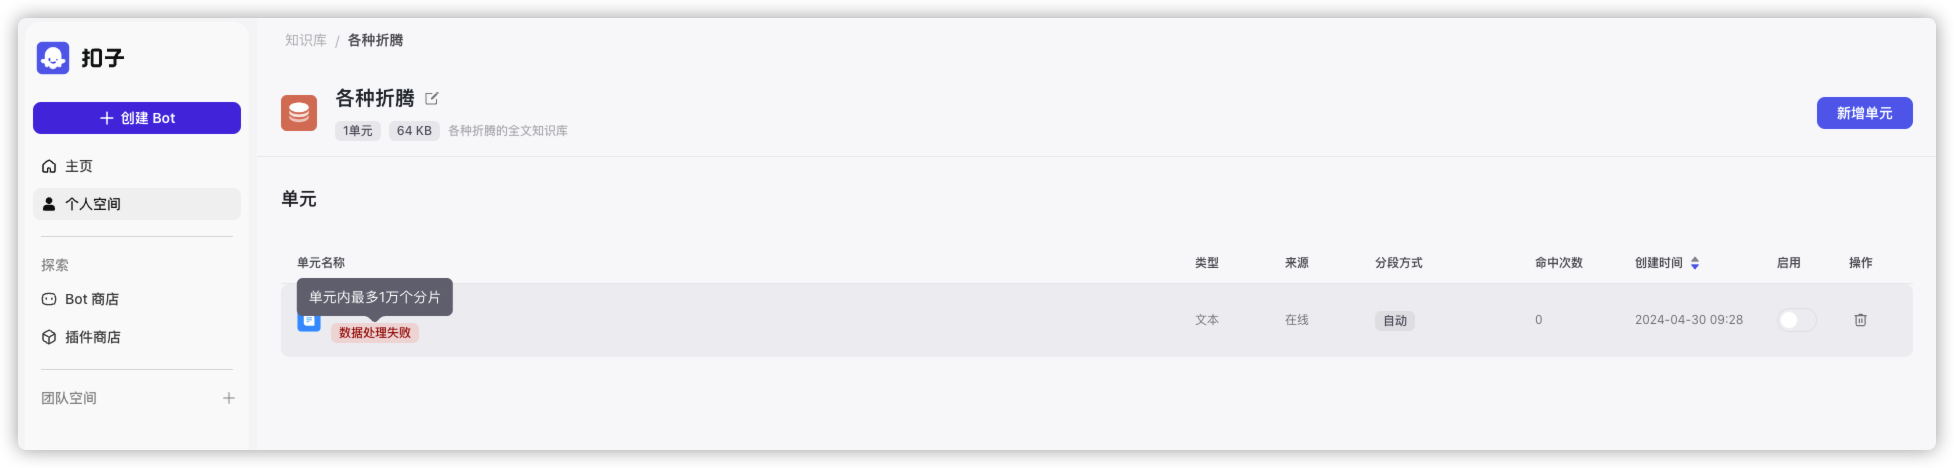 扣子
创建 Bot
主页
个人空间
探索
Bot 商店
插件商店
团队空间
知识库 / 各种折腾
各种折腾
1单元 64 KB 各种折腾的全文知识库
新增单元
单元
单元名称 类型 来源 分段方式 命中次数 创建时间 启用 操作
单元内最多1万个分片
数据处理失败 文本 在线 自动 0 2024-04-30 09:28